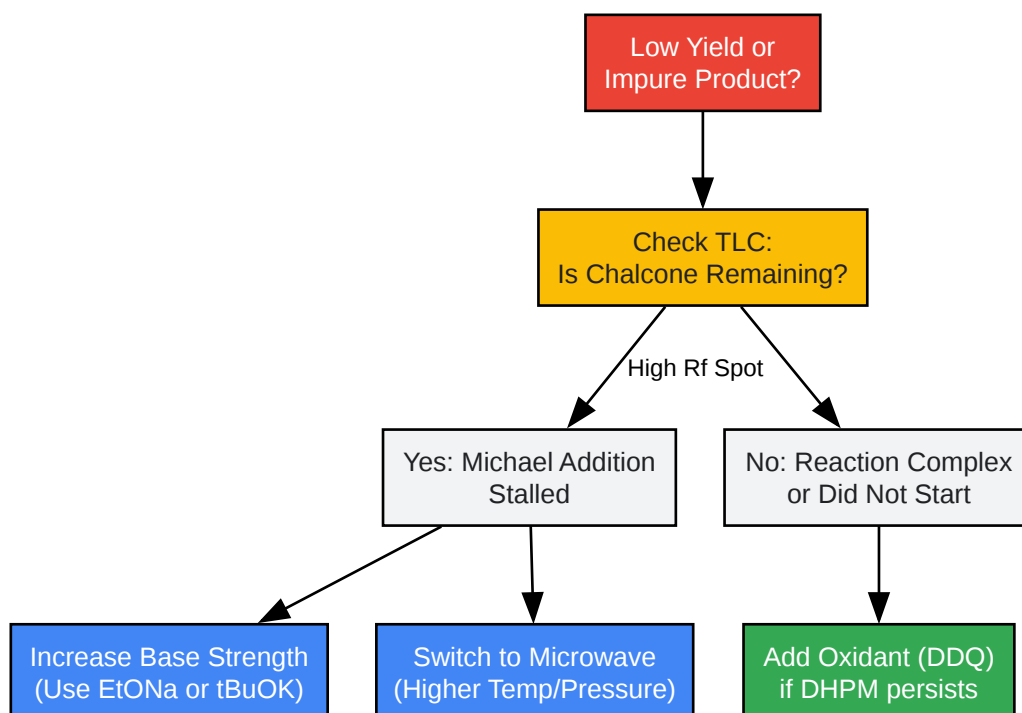 Low Yield or
Impure Product?
Check TLC:
Is Chalcone Remaining?
High Rf Spot
Yes: Michael Addition
Stalled
No: Reaction Complex
or Did Not Start
Increase Base Strength
(Use EtONa or tBuOK)
Switch to Microwave
(Higher Temp/Pressure)
Add Oxidant (DDQ)
if DHPM persists